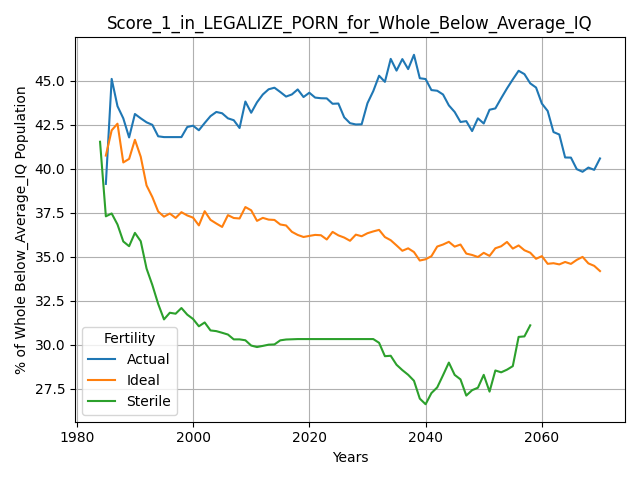 Score_1_in_LEGALIZE_PORN_for_Whole_Below_Average_IQ
% of Whole Below_Average_IQ Population
45.0
42.5
40.0
37.5
35.0
32.5
30.0
27.5
Fertility
Actual
Ideal
Sterile
1980
2000
2020
2040
2060
Years